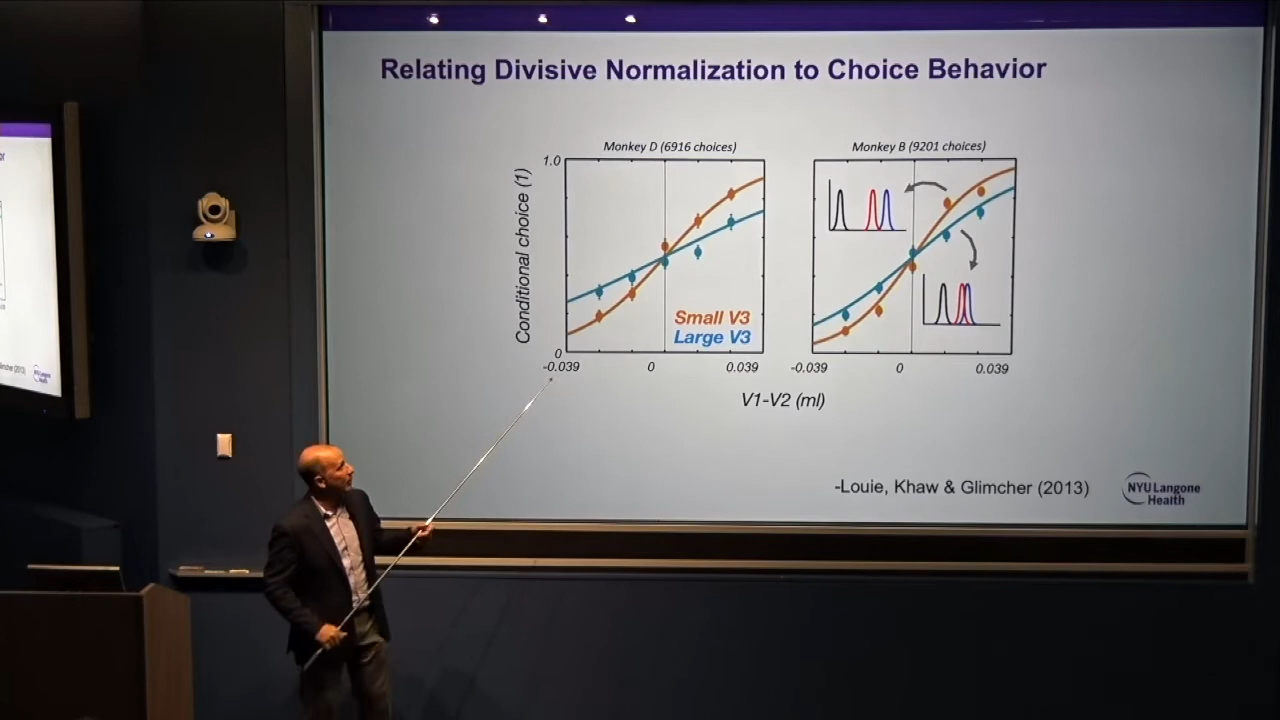 Relating Divisive Normalization to Choice Behavior
Monkey D (6916 choices)
Monkey B (9201 choices)
1.0
Conditional choice (1)
Small V3
Large V3
0
-0.039
0
0.039
-0.039
0
0.039
V1-V2 (ml)
-Louie, Khaw & Glimcher (2013)
NYU Langone
Health